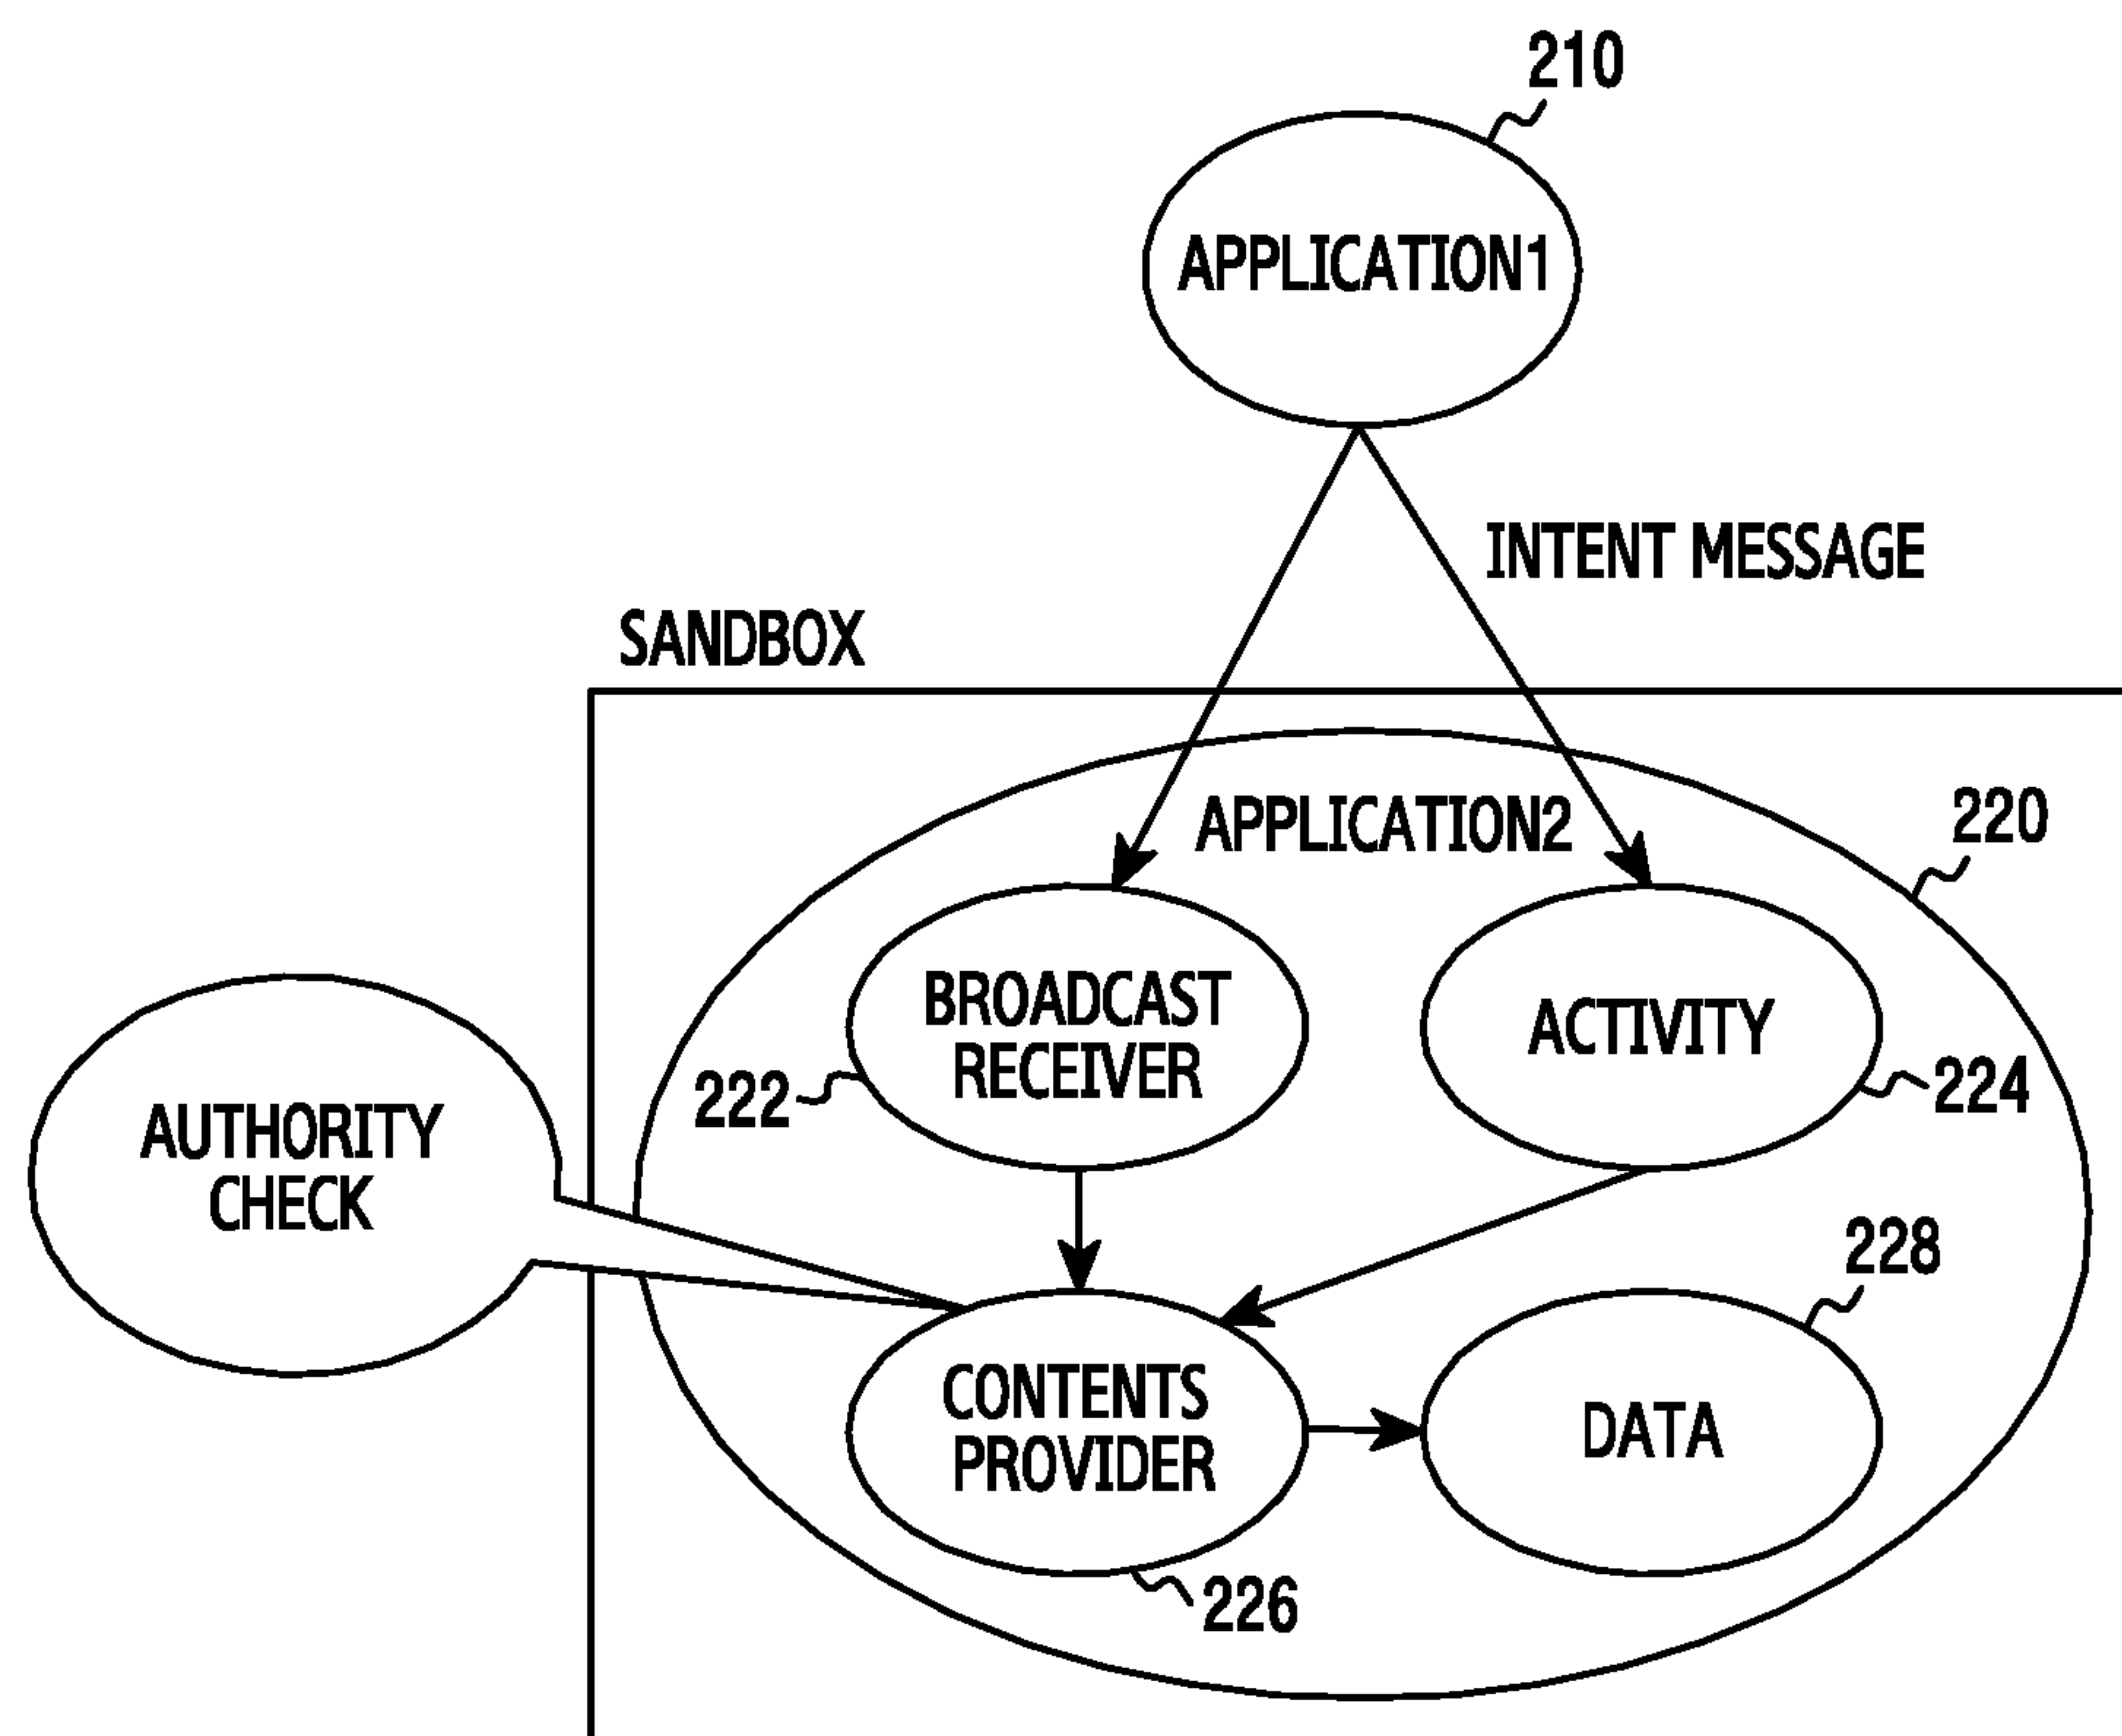 210
APPLICATION1
INTENT MESSAGE
SANDBOX
APPLICATION2
220
BROADCAST
RECEIVER
ACTIVITY
222
224
AUTHORITY
CHECK
228
CONTENTS
PROVIDER
DATA
226